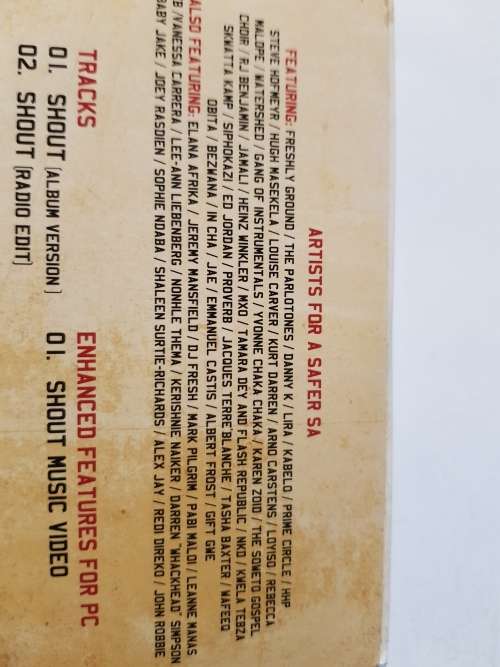 ARTISTS FOR A SAFER SA
FEATURING: FRESHLY GROUND / THE PARLOTONES / DANNY K / LIRA / KABELO / PRIME CIRCLE / HHP
STEVE HOFMEYR / HUGH MASEKELA / LOUISE CARVER / KURT DARREN / ARNO CARSTENS / LOYISO / REBECCA
MALOPE / WATERSHED / GANG OF INSTRUMENTALS / YVONNE CHAKA CHAKA / KAREN ZOID / THE SOWETO GOSPEL
CHOIR / RJ BENJAMIN / JAMALI / HEINZ WINKLER / MXO / TAMARA DEY AND FLASH REPUBLIC / NKD / KWELA TEBZA
SKWATTA KAMP / SIPHOKAZI / ED JORDAN / PROVERB / JACQUES TERRE BLANCHE / TASHA BAXTER / WAFEEQ
OBITA / BEZWANA / IN CHA / JAE / EMMANUEL CASTIS / ALBERT FROST / GIFT GWE
ALSO FEATURING: ELANA AFRIKA / JEREMY MANSFIELD / DJ FRESH / MARK PILGRIM / PABI MALOI / LEANNE MANAS
B /VANESSA CARRERA / LEE-ANN LIEBENBERG / NONHLE THEMA / KERISHNIE NAIKER / DARREN "WHACKHEAD" SIMPSON
BABY JAKE / JOEY RASDIEN / SOPHIE NDABA / SHALEEN SURTIE-RICHARDS / ALEX JAY / REDI DIREKO / JOHN ROBBIE
TRACKS
01. SHOUT [ALBUM VERSION]
02. SHOUT [RADIO EDIT]
ENHANCED FEATURES FOR PC
01. SHOUT MUSIC VIDEO